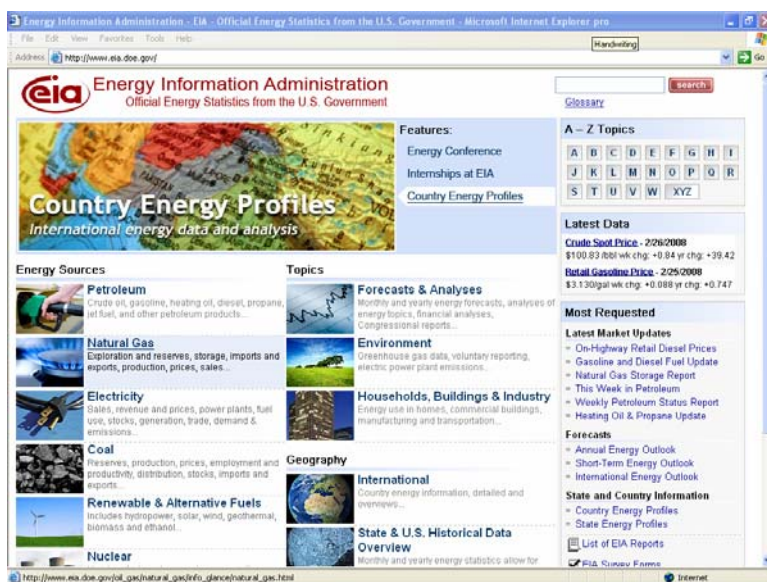 Energy Information Administration - EIA - Official Energy Statistics from the U.S. Government - Microsoft Internet Explorer pro
File Edit View Favorites Tools Help
Handwriting
Address http://www.eia.doe.gov/
Go
eia
Energy Information Administration
Official Energy Statistics from the U.S. Government
search
Glossary
Country Energy Profiles
International energy data and analysis
Features:
Energy Conference
Internships at EIA
Country Energy Profiles
A – Z Topics
A B C D E F G H I
J K L M N O P Q R
S T U V W XYZ
Latest Data
Crude Spot Price - 2/26/2008
$100.83 /bbl wk chg: +0.84 yr chg: +39.42
Retail Gasoline Price - 2/25/2008
$3.130/gal wk chg: +0.088 yr chg: +0.747
Energy Sources
Petroleum
Crude oil, gasoline, heating oil, diesel, propane,
jet fuel, and other petroleum products...
Natural Gas
Exploration and reserves, storage, imports and
exports, production, prices, sales...
Electricity
Sales, revenue and prices, power plants, fuel
use, stocks, generation, trade, demand &
emissions...
Coal
Reserves, production, prices, employment and
productivity, distribution, stocks, imports and
exports...
Renewable & Alternative Fuels
Includes hydropower, solar, wind, geothermal,
biomass and ethanol...
Nuclear
Topics
Forecasts & Analyses
Monthly and yearly energy forecasts, analyses of
energy topics, financial analyses,
Congressional reports...
Environment
Greenhouse gas data, voluntary reporting,
electric power plant emissions...
Households, Buildings & Industry
Energy use in homes, commercial buildings,
manufacturing and transportation...
Geography
International
Country energy information, detailed and
overviews...
State & U.S. Historical Data
Overview
Monthly and yearly energy statistics allow for
Most Requested
Latest Market Updates
On-Highway Retail Diesel Prices
Gasoline and Diesel Fuel Update
Natural Gas Storage Report
This Week in Petroleum
Weekly Petroleum Status Report
Heating Oil & Propane Update
Forecasts
Annual Energy Outlook
Short-Term Energy Outlook
International Energy Outlook
State and Country Information
Country Energy Profiles
State Energy Profiles
List of EIA Reports
EIA Survey Forms
http://www.eia.doe.gov/oil_gas/natural_gas/info_glance/natural_gas.html
Internet